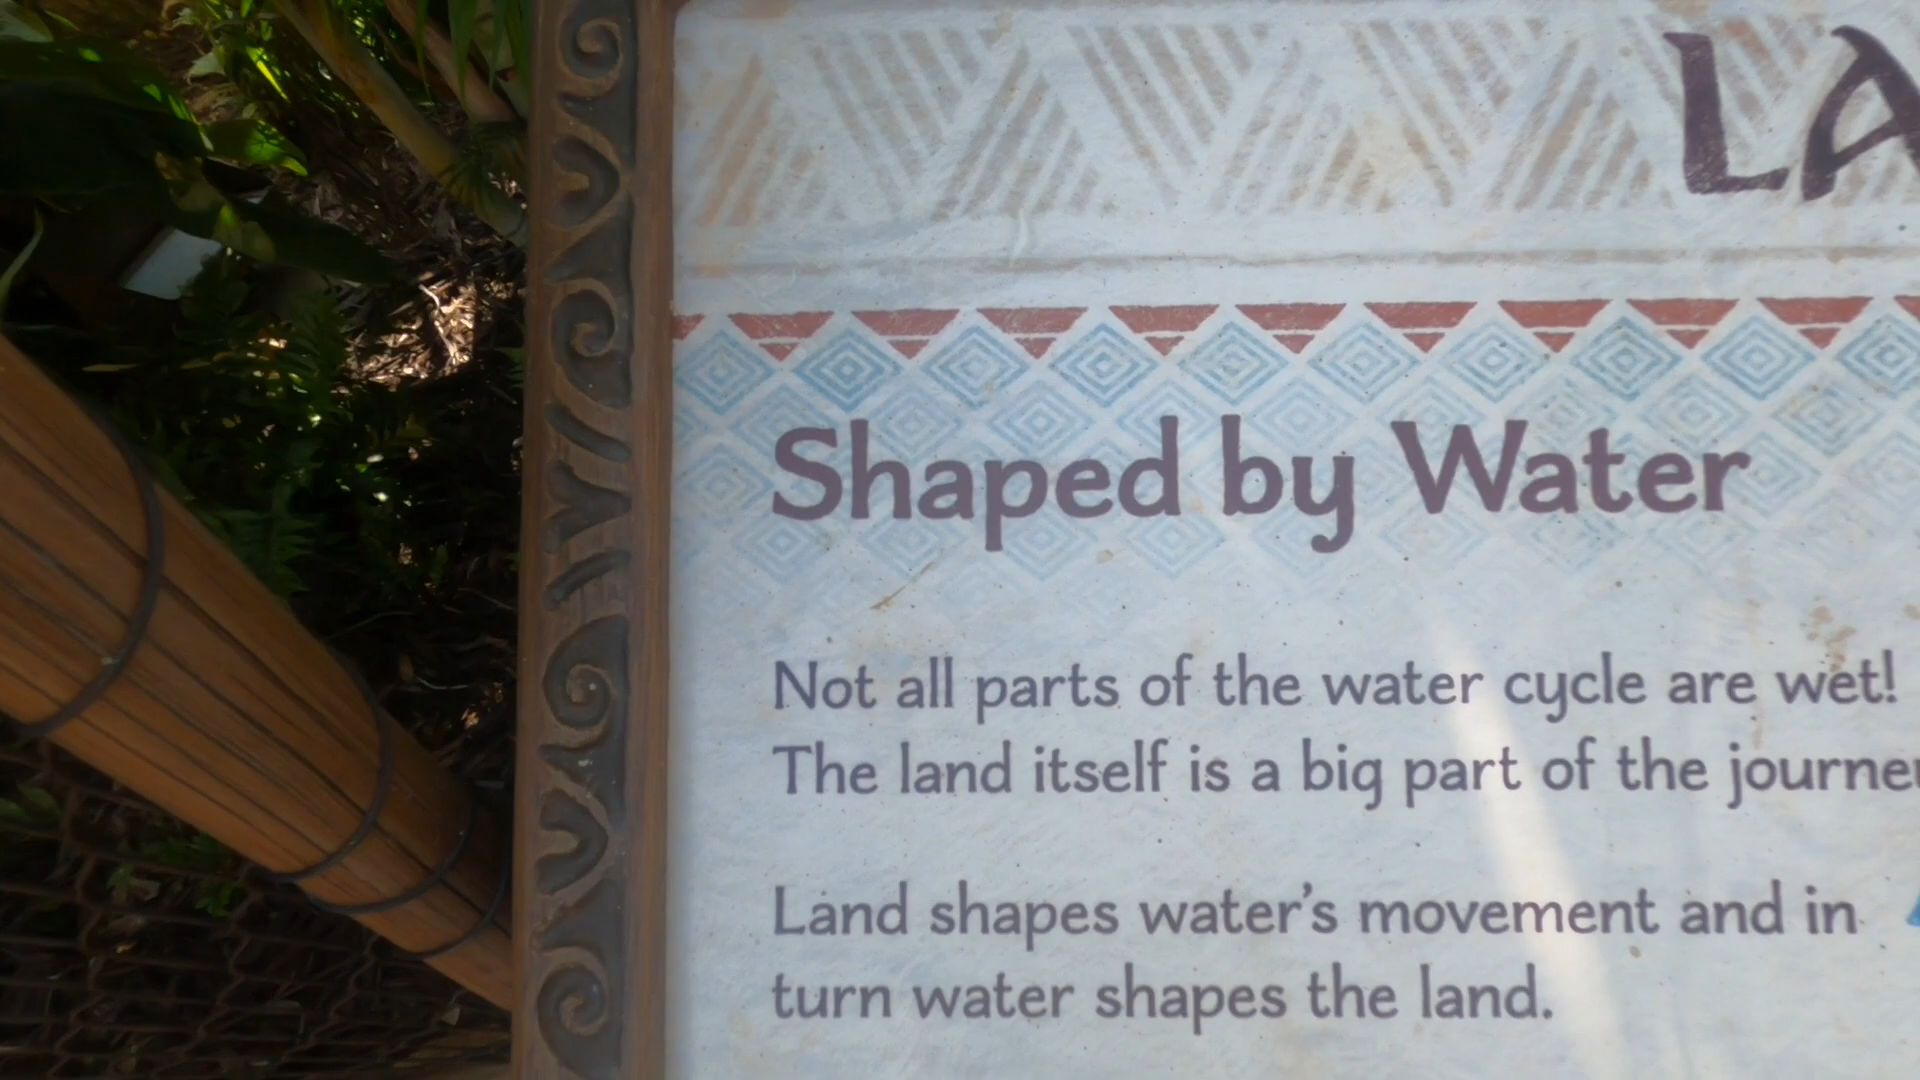 LA
Shaped by Water
Not all parts of the water cycle are wet!
The land itself is a big part of the journe
Land shapes water's movement and in
turn water shapes the land.